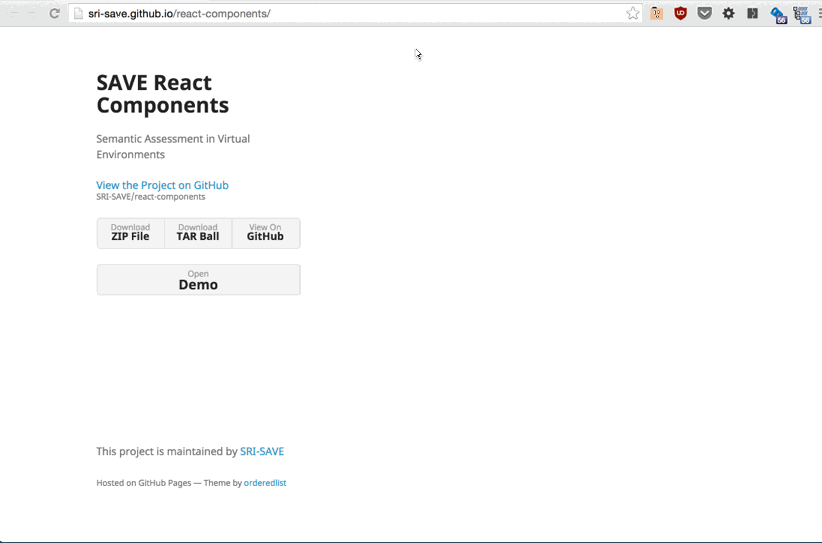 sri-save.github.io/react-components/
56
56
SAVE React
Components
Semantic Assessment in Virtual
Environments
View the Project on GitHub
SRI-SAVE/react-components
Download
ZIP File
Download
TAR Ball
View On
GitHub
Open
Demo
This project is maintained by SRI-SAVE
Hosted on GitHub Pages — Theme by orderedlist